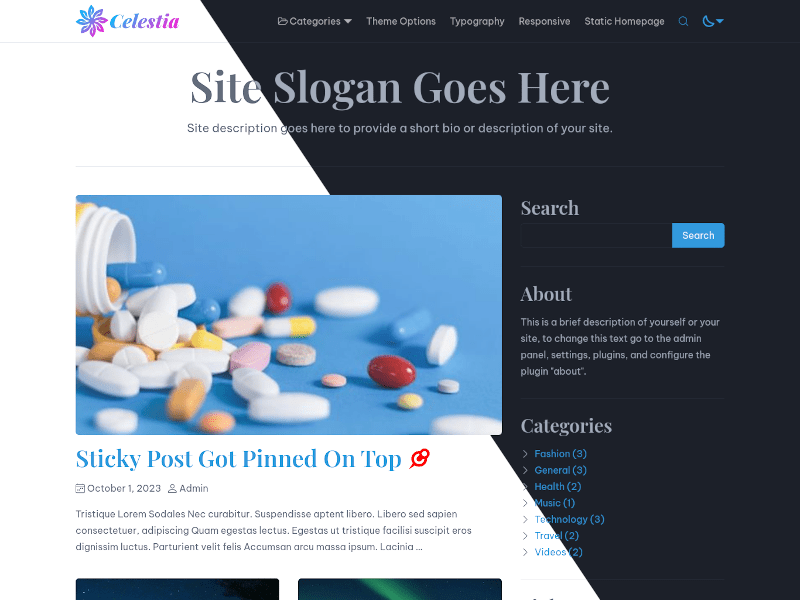 Celestia
Categories
Theme Options
Typography
Responsive
Static Homepage
Site Slogan Goes Here
Site description goes here to provide a short bio or description of your site.
Sticky Post Got Pinned On Top
October 1, 2023 Admin
Tristique Lorem Sodales Nec curabitur. Suspendisse aptent libero. Libero sed sapien
consectetuer, adipiscing Quam egestas lectus. Egestas ut tristique facilisi suscipit eros
dignissim luctus. Parturient velit felis Accumsan arcu massa ipsum. Lacinia ...
Search
Search
About
This is a brief description of yourself or your
site, to change this text go to the admin
panel, settings, plugins, and configure the
plugin "about".
Categories
Fashion (3)
General (3)
Health (2)
Music (1)
Technology (3)
Travel (2)
Videos (2)